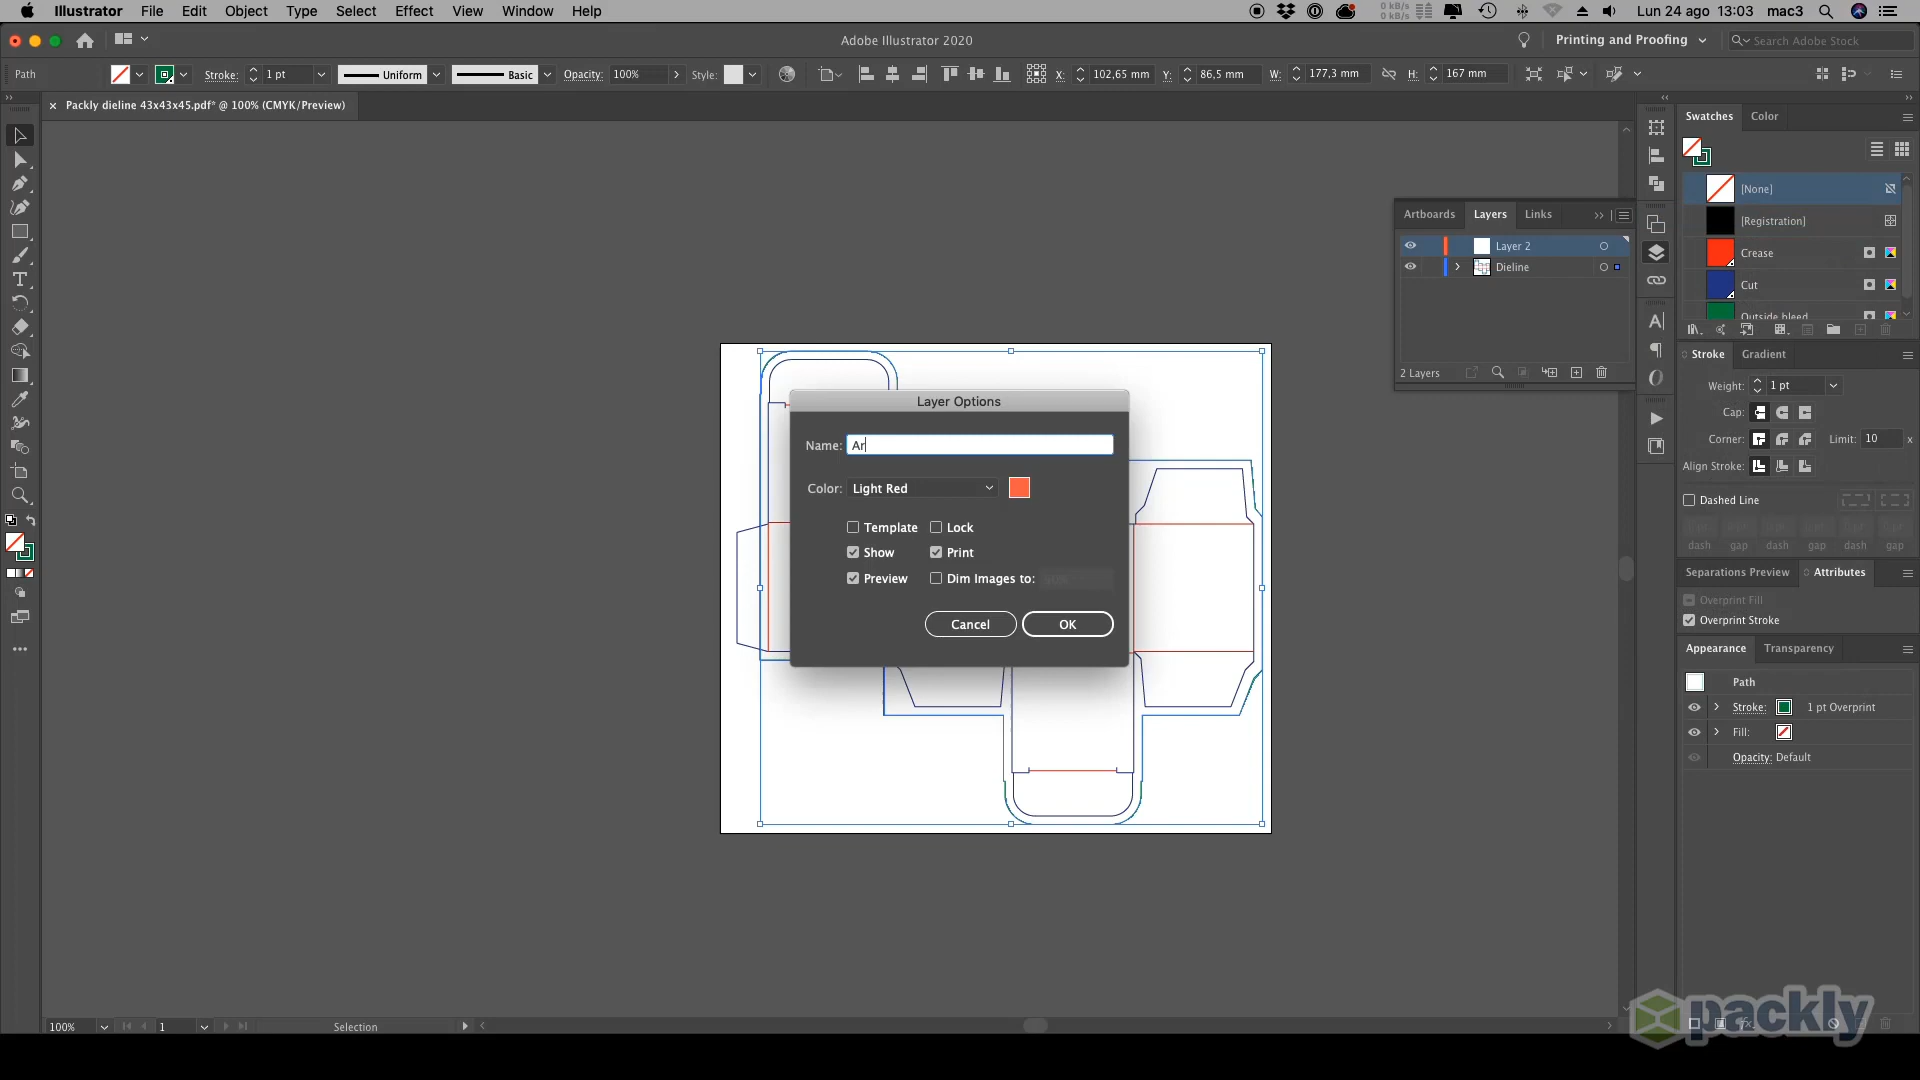 Illustrator File Edit Object Type Select Effect View Window Help
0 kB/s
0 kB/s
Lun 24 ago 13:03 mac3
Adobe Illustrator 2020
Printing and Proofing
Search Adobe Stock
Path
Stroke: 1 pt Uniform Basic Opacity: 100% Style: X: 102,65 mm Y: 86,5 mm W: 177,3 mm H: 167 mm
× Packly dieline 43x43x45.pdf* @ 100% (CMYK/Preview)
Swatches Color
[None]
[Registration]
Crease
Cut
Outside bleed
Artboards Layers Links
Layer 2
Dieline
2 Layers
Stroke Gradient
Weight: 1 pt
Cap:
Corner: Limit: 10 x
Align Stroke:
Dashed Line
dash gap dash gap dash gap
Separations Preview Attributes
Overprint Fill
Overprint Stroke
Appearance Transparency
Path
Stroke: 1 pt Overprint
Fill:
Opacity: Default
Layer Options
Name: Ar
Color: Light Red
Template Lock
Show Print
Preview Dim Images to:
Cancel OK
100% 1 Selection
packly